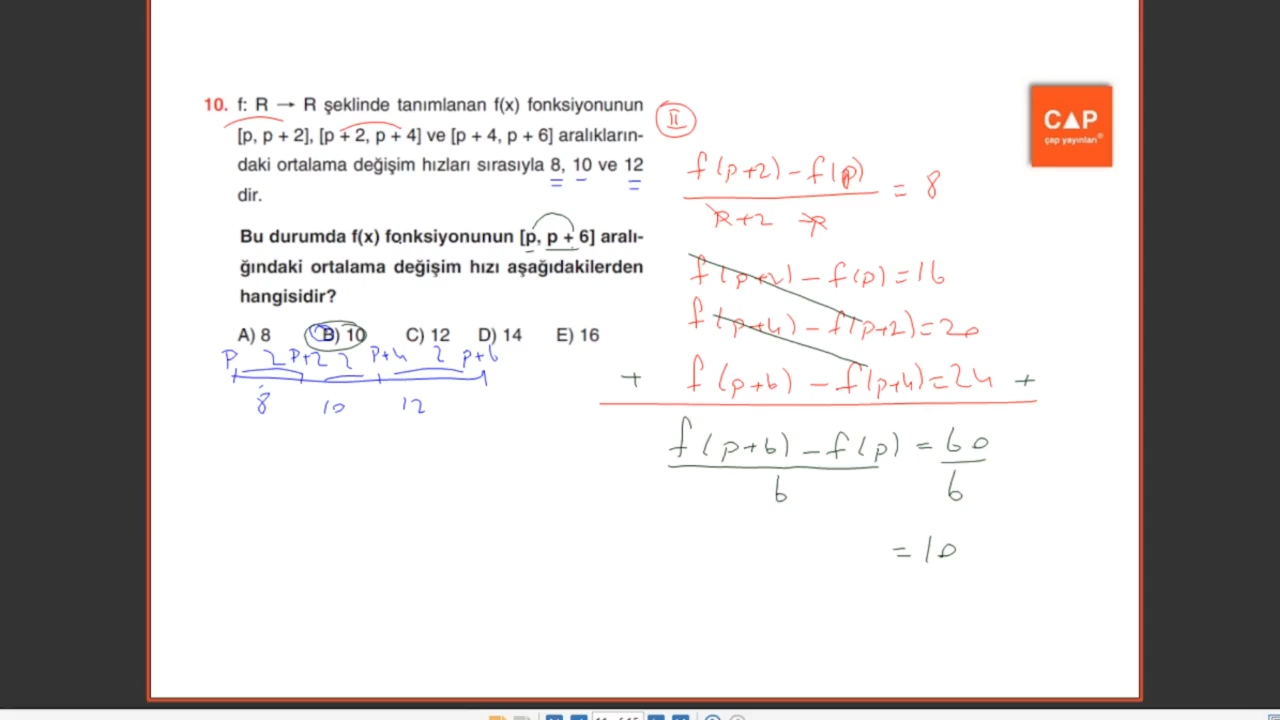 10. f: R → R şeklinde tanımlanan f(x) fonksiyonunun
[p, p + 2], [p + 2, p + 4] ve [p + 4, p + 6] aralıkların-
daki ortalama değişim hızları sırasıyla 8, 10 ve 12
dir.
Bu durumda f(x) fonksiyonunun [p, p + 6] aralı-
ğındaki ortalama değişim hızı aşağıdakilerden
hangisidir?
A) 8 B) 10 C) 12 D) 14 E) 16
p 2 p+2 2 p+4 2 p+6
8 10 12
II
f(p+2) - f(p)
p+2 - p
= 8
f(p+2) - f(p) = 16
f(p+4) - f(p+2) = 20
+ f(p+6) - f(p+4) = 24 +
f(p+6) - f(p) = 60
6 6
= 10
CAP
çap yayınları®